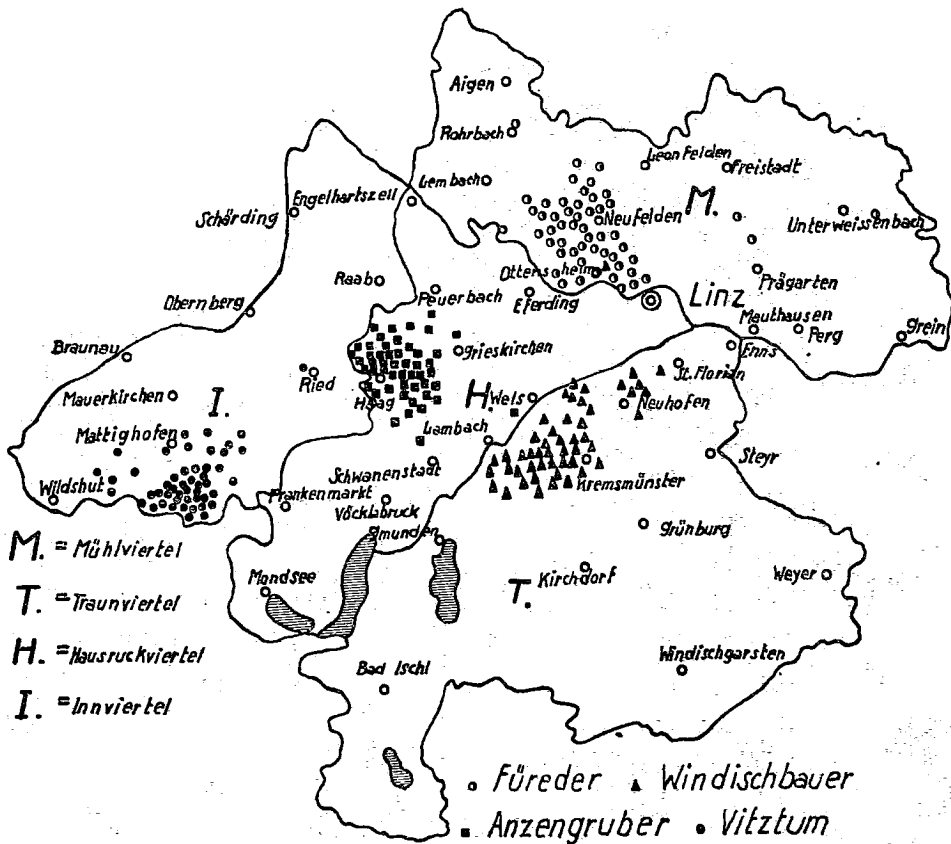 Aigen
Rohrbach
Leonfelden
Freistadt
Lembach
M.
Engelhartszell
Schärding
Neufelden
Unterweissenbach
Raab
Ottensheim
Prägarten
Obernberg
Peuerbach
Eferding
Linz
Mauthausen
Perg
Grein
Braunau
Grieskirchen
Enns
Ried
St. Florian
Mauerkirchen
I.
Haag
H.
Wels
Neuhofen
Mattighofen
Lambach
Steyr
Schwanenstadt
Kremsmünster
Wildshut
Frankenmarkt
Vöcklabruck
Gmunden
Grünburg
M. = Mühlviertel
Mondsee
T.
Kirchdorf
Weyer
T. = Traunviertel
H. = Hausruckviertel
Windischgarsten
Bad Ischl
I. = Innviertel
Füreder
Windischbauer
Anzengruber
Vitztum